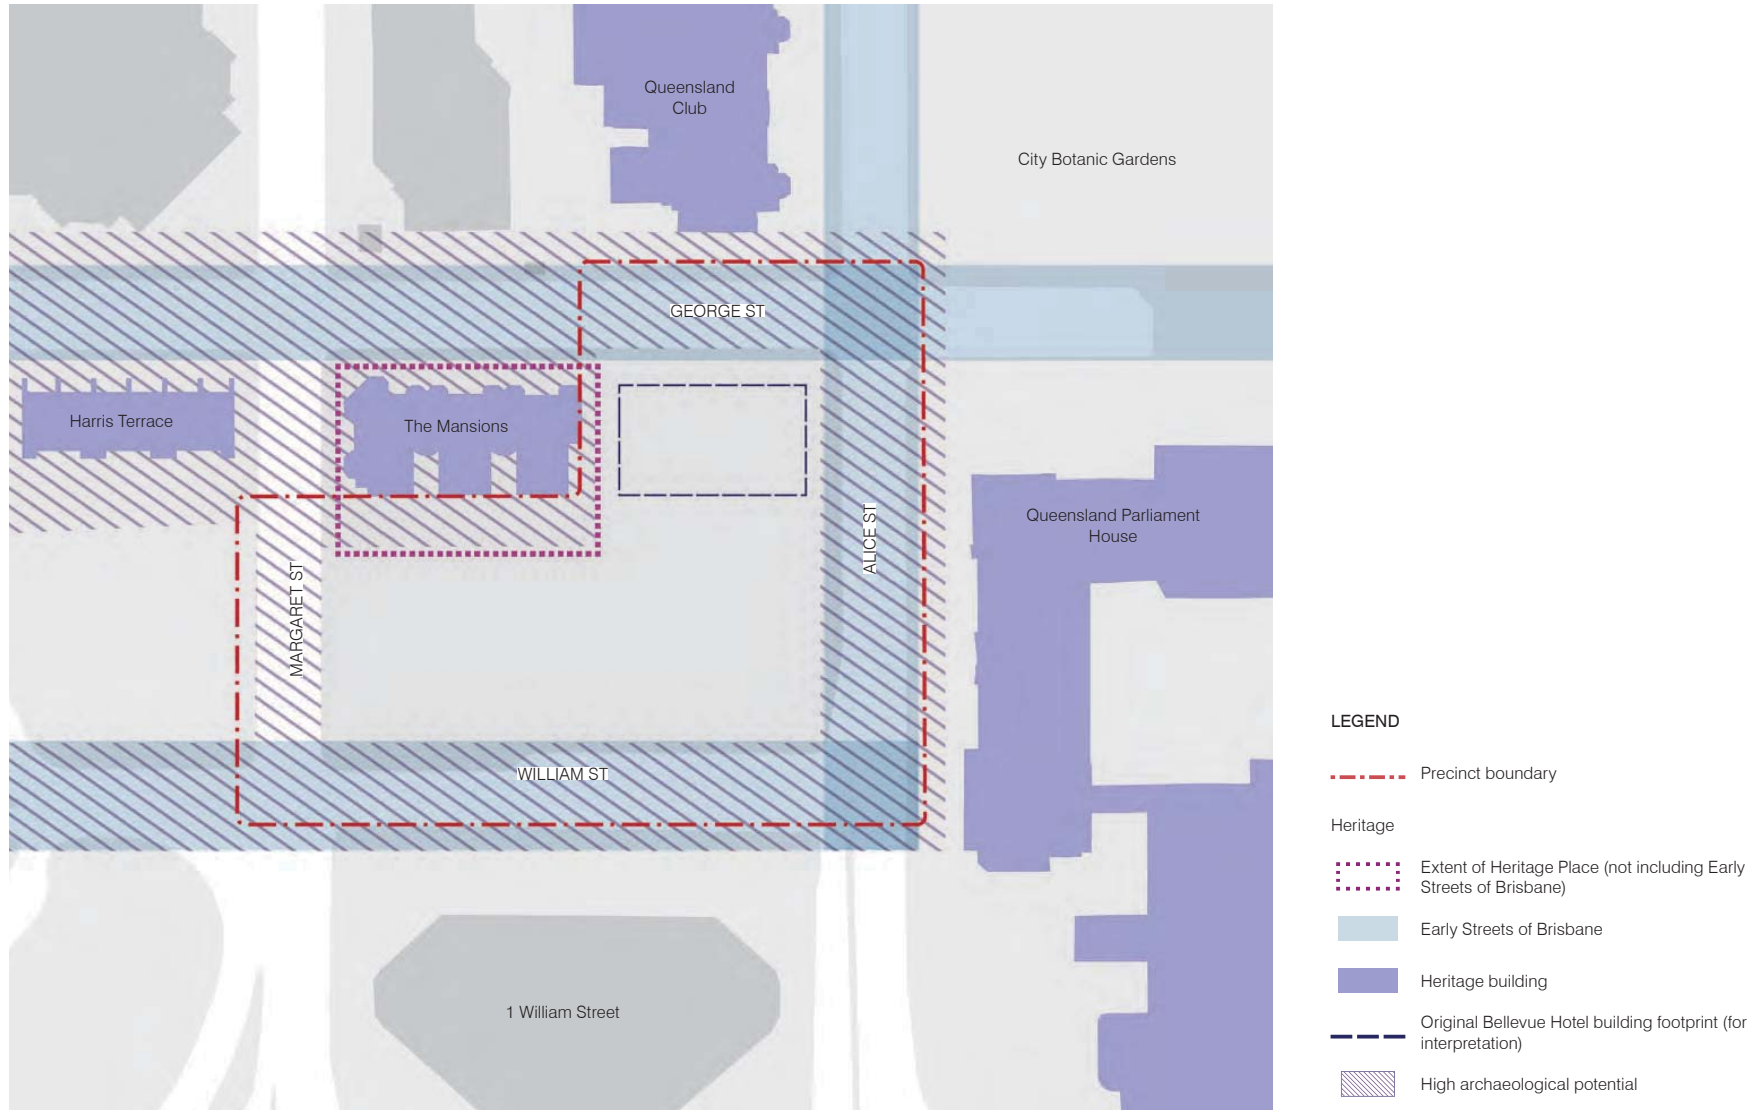 Queensland
Club
City Botanic Gardens
GEORGE ST
Harris Terrace
The Mansions
ALICE ST
Queensland Parliament
House
MARGARET ST
WILLIAM ST
1 William Street
LEGEND
Precinct boundary
Heritage
Extent of Heritage Place (not including Early
Streets of Brisbane)
Early Streets of Brisbane
Heritage building
Original Bellevue Hotel building footprint (for
interpretation)
High archaeological potential